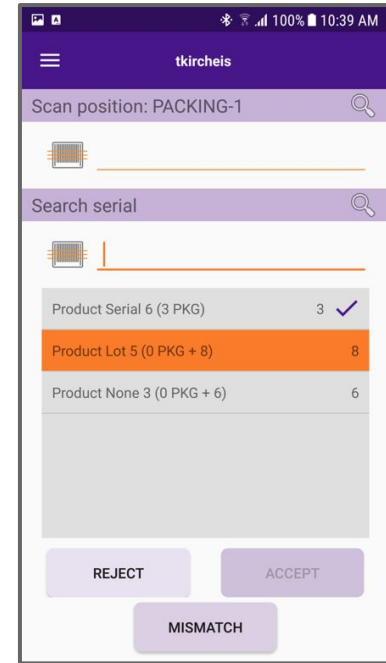 100% 10:39 AM
tkircheis
Scan position: PACKING-1
Search serial
Product Serial 6 (3 PKG) 3
Product Lot 5 (0 PKG + 8) 8
Product None 3 (0 PKG + 6) 6
REJECT ACCEPT
MISMATCH